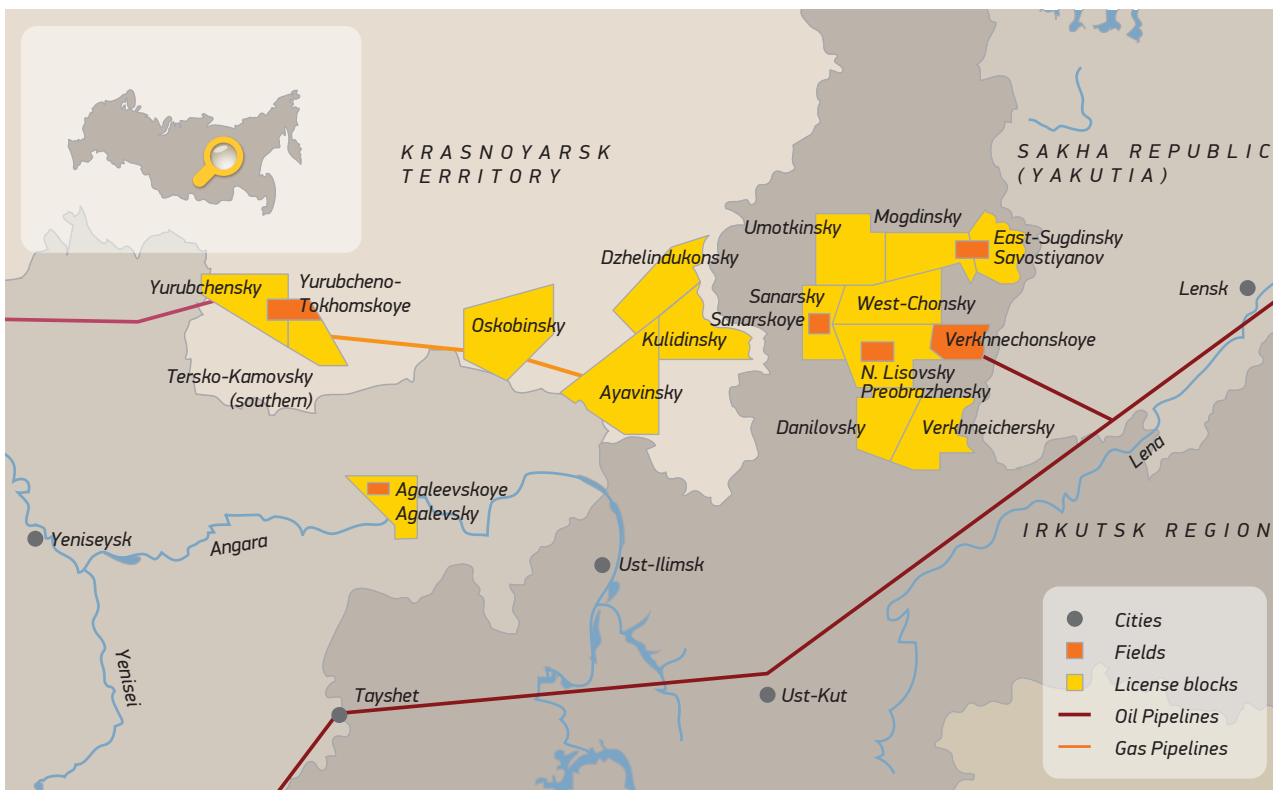 KRASNOYARSK
TERRITORY
SAKHA REPUBLIC
(YAKUTIA)
Umotkinsky
Mogdinsky
East-Sugdinsky
Savostiyanov
Dzhelindukonsky
Yurubchensky
Yurubcheno-
Tokhomskoye
Lensk
Sanarsky
Sanarskoye
West-Chonsky
Oskobinsky
Kulidinsky
Verkhnechonskoye
Tersko-Kamovsky
(southern)
N. Lisovsky
Preobrazhensky
Ayavinsky
Danilovsky
Verkhneichersky
Lena
Agaleevskoye
Agalevsky
Yeniseysk
Angara
IRKUTSK REGION
Ust-Ilimsk
Yenisei
Tayshet
Ust-Kut
Cities
Fields
License blocks
Oil Pipelines
Gas Pipelines